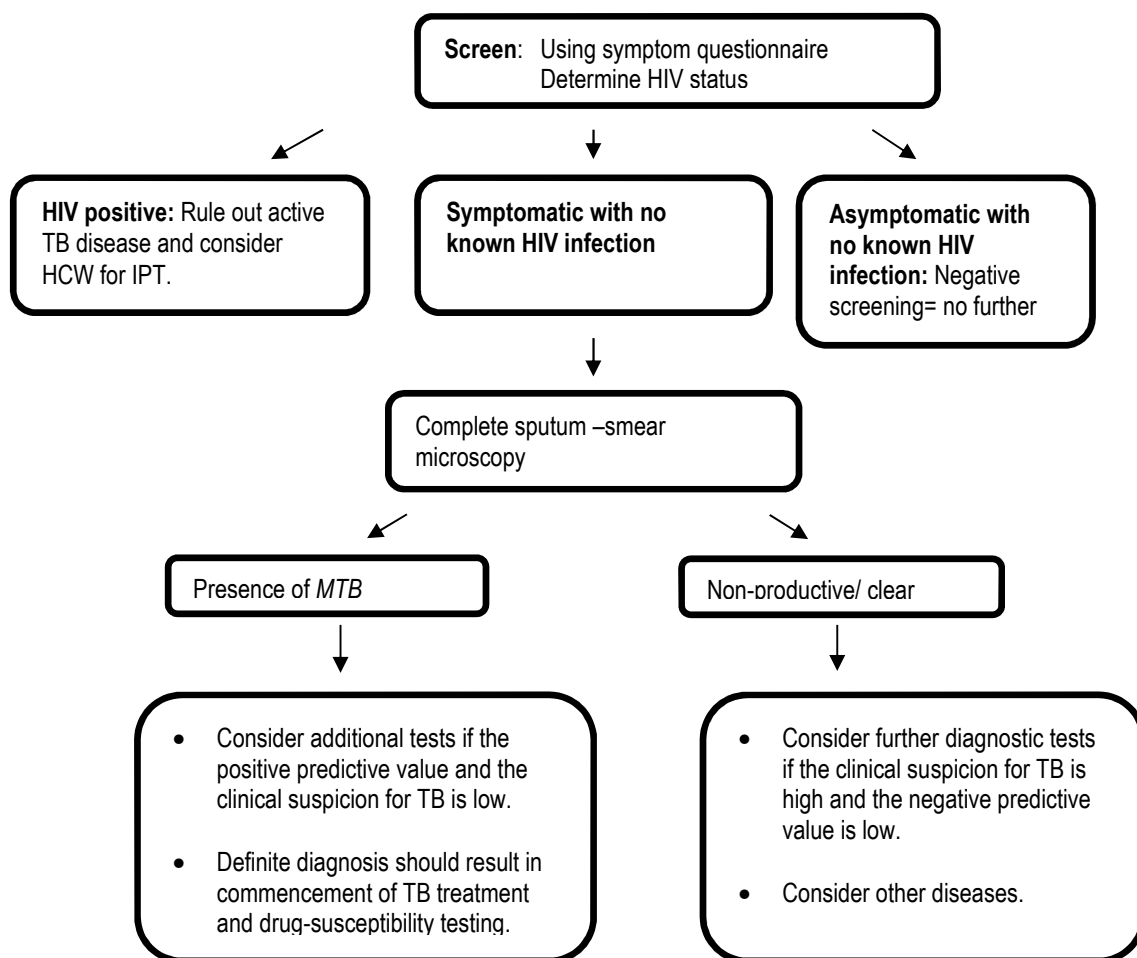 Screen: Using symptom questionnaire
Determine HIV status
HIV positive: Rule out active
TB disease and consider
HCW for IPT.
Symptomatic with no
known HIV infection
Asymptomatic with
no known HIV
infection: Negative
screening= no further
Complete sputum –smear
microscopy
Presence of MTB
Non-productive/ clear
• Consider additional tests if the
positive predictive value and the
clinical suspicion for TB is low.
• Definite diagnosis should result in
commencement of TB treatment
and drug-susceptibility testing.
• Consider further diagnostic tests
if the clinical suspicion for TB is
high and the negative predictive
value is low.
• Consider other diseases.